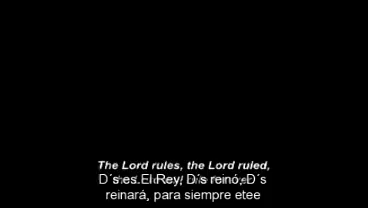 The Lord rules, the Lord ruled,
D´s es El Rey, D´s reinó, D´s
reinará, para siempre etee